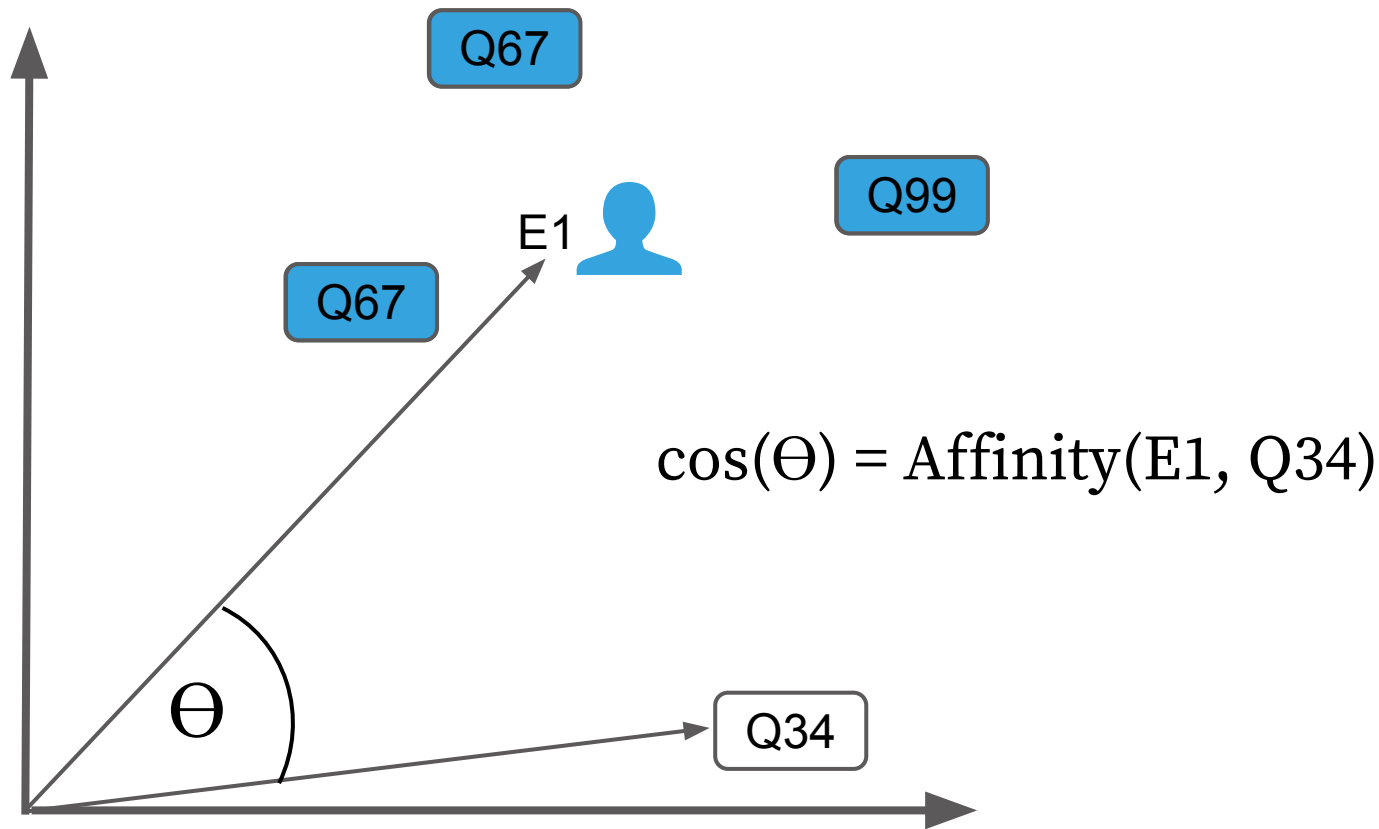 Q67
Q99
E1
Q67
cos(Ɵ) = Affinity(E1, Q34)
Ɵ
Q34